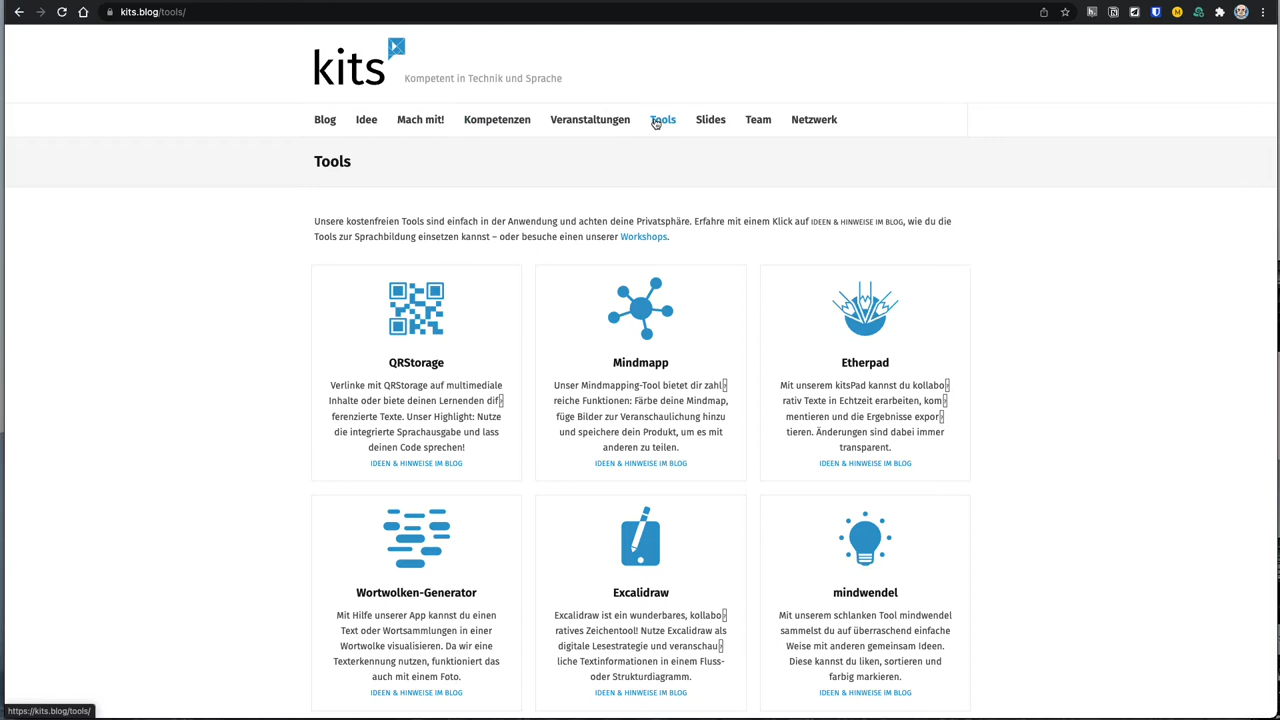 kits.blog/tools/
kits
Kompetent in Technik und Sprache
Blog Idee Mach mit! Kompetenzen Veranstaltungen Tools Slides Team Netzwerk
Tools
Unsere kostenfreien Tools sind einfach in der Anwendung und achten deine Privatsphäre. Erfahre mit einem Klick auf IDEEN & HINWEISE IM BLOG, wie du die
Tools zur Sprachbildung einsetzen kannst – oder besuche einen unserer Workshops.
QRStorage
Verlinke mit QRStorage auf multimediale
Inhalte oder biete deinen Lernenden dif
ferenzierte Texte. Unser Highlight: Nutze
die integrierte Sprachausgabe und lass
deinen Code sprechen!
IDEEN & HINWEISE IM BLOG
Mindmapp
Unser Mindmapping-Tool bietet dir zahl
reiche Funktionen: Färbe deine Mindmap,
füge Bilder zur Veranschaulichung hinzu
und speichere dein Produkt, um es mit
anderen zu teilen.
IDEEN & HINWEISE IM BLOG
Etherpad
Mit unserem kitsPad kannst du kollabo
rativ Texte in Echtzeit erarbeiten, kom
mentieren und die Ergebnisse expor
tieren. Änderungen sind dabei immer
transparent.
IDEEN & HINWEISE IM BLOG
Wortwolken-Generator
Mit Hilfe unserer App kannst du einen
Text oder Wortsammlungen in einer
Wortwolke visualisieren. Da wir eine
Texterkennung nutzen, funktioniert das
auch mit einem Foto.
IDEEN & HINWEISE IM BLOG
Excalidraw
Excalidraw ist ein wunderbares, kollabo
ratives Zeichentool! Nutze Excalidraw als
digitale Lesestrategie und veranschau
liche Textinformationen in einem Fluss-
oder Strukturdiagramm.
IDEEN & HINWEISE IM BLOG
mindwendel
Mit unserem schlanken Tool mindwendel
sammelst du auf überraschend einfache
Weise mit anderen gemeinsam Ideen.
Diese kannst du liken, sortieren und
farbig markieren.
IDEEN & HINWEISE IM BLOG
https://kits.blog/tools/